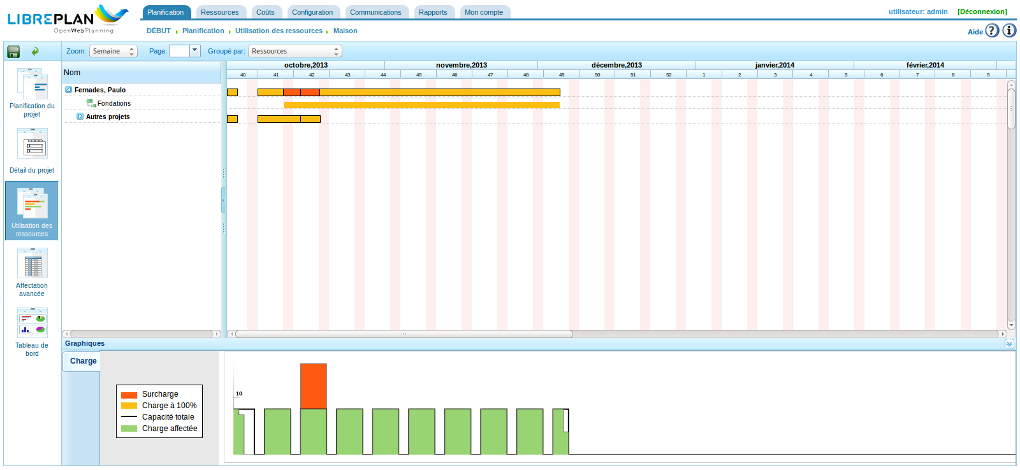 LIBREPLAN
OpenWebPlanning
Planification Ressources Coûts Configuration Communications Rapports Mon compte
utilisateur: admin [Déconnexion]
DÉBUT Planification Utilisation des ressources Maison
Aide ? i
Zoom: Semaine Page: Groupé par: Ressources
Nom
octobre,2013 novembre,2013 décembre,2013 janvier,2014 février,2014
40 41 42 43 44 45 46 47 48 49 50 51 52 1 2 3 4 5 6 7 8 9
Fernades, Paulo
Fondations
Autres projets
Planification du
projet
Détail du projet
Utilisation des
ressources
Affectation
avancée
Tableau de
bord
Graphiques
Charge
Surcharge
Charge à 100%
Capacité totale
Charge affectée
10